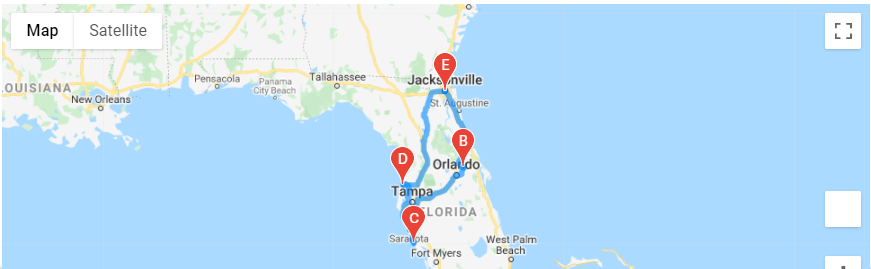 Map
Satellite
E
Jacksonville
Tallahassee
Pensacola
Panama
City Beach
LOUISIANA
New Orleans
St. Augustine
B
Orlando
D
Tampa
C
FLORIDA
Sarasota
Fort Myers
West Palm
Beach